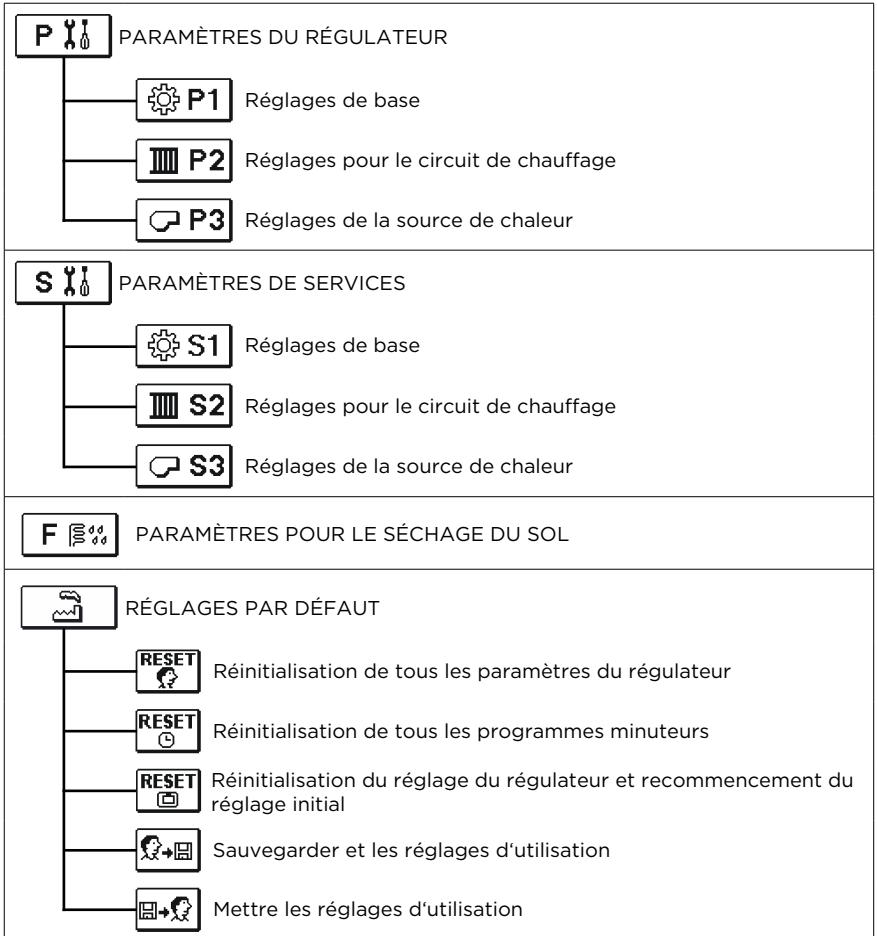 P PARAMÈTRES DU RÉGULATEUR
P1 Réglages de base
P2 Réglages pour le circuit de chauffage
P3 Réglages de la source de chaleur
S PARAMÈTRES DE SERVICES
S1 Réglages de base
S2 Réglages pour le circuit de chauffage
S3 Réglages de la source de chaleur
F PARAMÈTRES POUR LE SÉCHAGE DU SOL
RÉGLAGES PAR DÉFAUT
RESET Réinitialisation de tous les paramètres du régulateur
RESET Réinitialisation de tous les programmes minuteurs
RESET Réinitialisation du réglage du régulateur et recommencement du
réglage initial
Sauvegarder et les réglages d‘utilisation
Mettre les réglages d‘utilisation